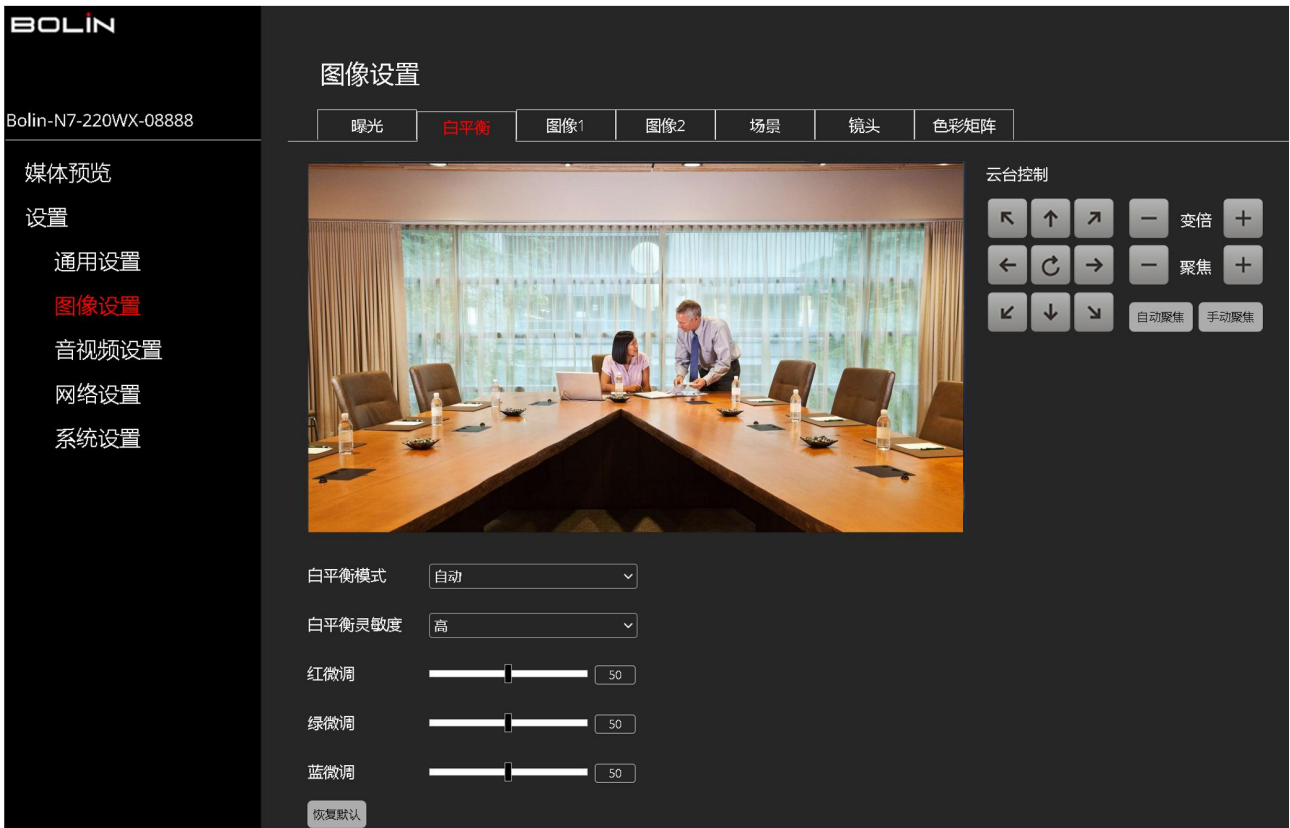 BOLIN
Bolin-N7-220WX-08888
媒体预览
设置
通用设置
图像设置
音视频设置
网络设置
系统设置
图像设置
曝光 白平衡 图像1 图像2 场景 镜头 色彩矩阵
云台控制
变倍
聚焦
自动聚焦 手动聚焦
白平衡模式 自动
白平衡灵敏度 高
红微调 50
绿微调 50
蓝微调 50
恢复默认